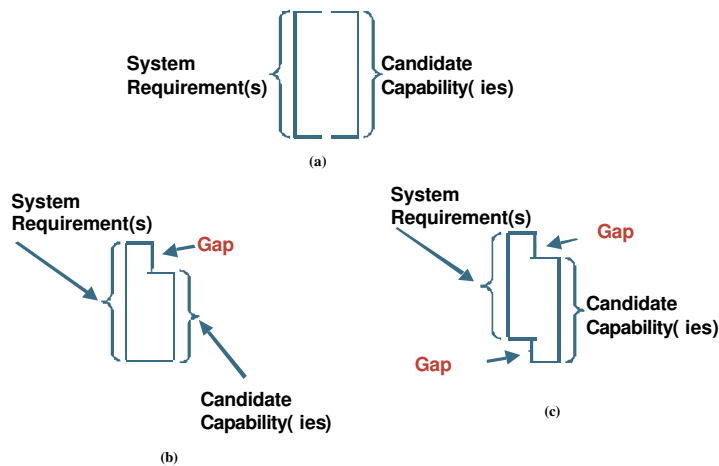 System
Requirement(s)
Candidate
Capability( ies)
(a)
System
Requirement(s)
Gap
Candidate
Capability( ies)
(b)
System
Requirement(s)
Gap
Candidate
Capability( ies)
Gap
(c)